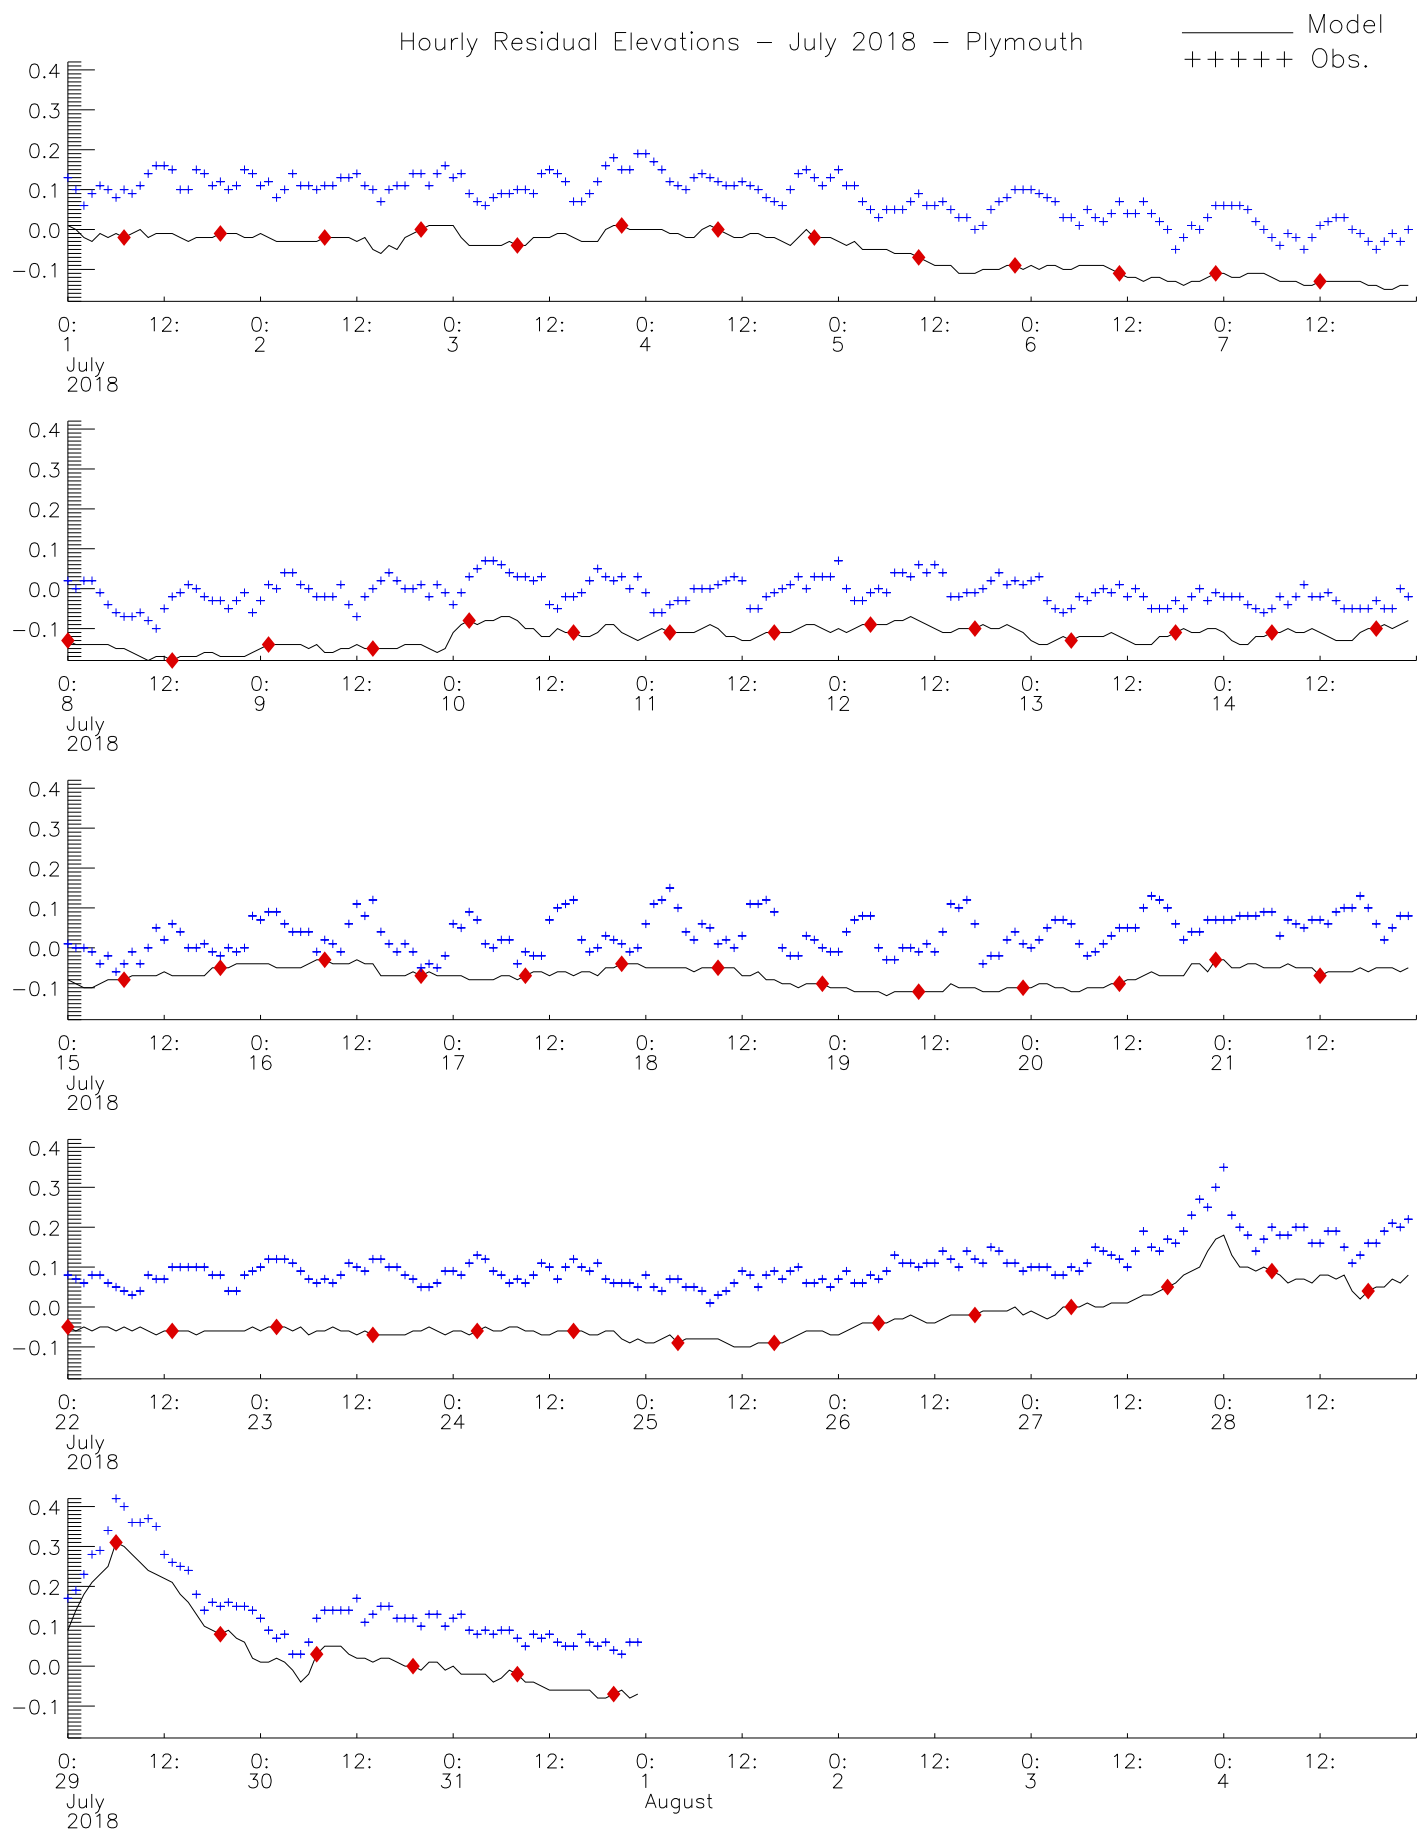 Hourly Residual Elevations − July 2018 − Plymouth
Model
+++++ Obs.
0.4
0.3
0.2
0.1
0.0
−0.1
0: 12: 0: 12: 0: 12: 0: 12: 0: 12: 0: 12: 0: 12:
1 2 3 4 5 6 7
July
2018
0.4
0.3
0.2
0.1
0.0
−0.1
0: 12: 0: 12: 0: 12: 0: 12: 0: 12: 0: 12: 0: 12:
8 9 10 11 12 13 14
July
2018
0.4
0.3
0.2
0.1
0.0
−0.1
0: 12: 0: 12: 0: 12: 0: 12: 0: 12: 0: 12: 0: 12:
15 16 17 18 19 20 21
July
2018
0.4
0.3
0.2
0.1
0.0
−0.1
0: 12: 0: 12: 0: 12: 0: 12: 0: 12: 0: 12: 0: 12:
22 23 24 25 26 27 28
July
2018
0.4
0.3
0.2
0.1
0.0
−0.1
0: 12: 0: 12: 0: 12: 0: 12: 0: 12: 0: 12: 0: 12:
29 30 31 1 2 3 4
July August
2018